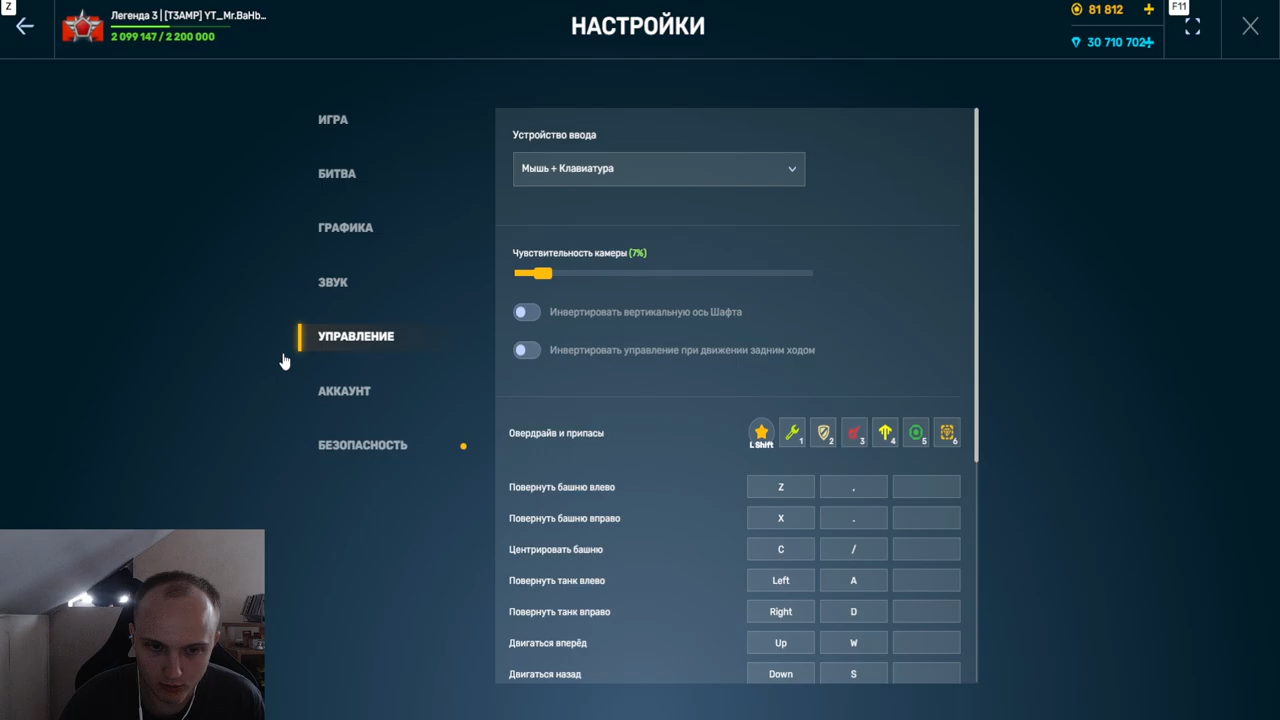 Z
Легенда 3 | [T3AMP] YT_Mr.BaHb...
2 099 147 / 2 200 000
НАСТРОЙКИ
81 812
30 710 702
F11
ИГРА
БИТВА
ГРАФИКА
ЗВУК
УПРАВЛЕНИЕ
АККАУНТ
БЕЗОПАСНОСТЬ
Устройство ввода
Мышь + Клавиатура
Чувствительность камеры (7%)
Инвертировать вертикальную ось Шафта
Инвертировать управление при движении задним ходом
Овердрайв и припасы L Shift 1 2 3 4 5 6
Повернуть башню влево Z ,
Повернуть башню вправо X .
Центрировать башню C /
Повернуть танк влево Left A
Повернуть танк вправо Right D
Двигаться вперёд Up W
Двигаться назад Down S